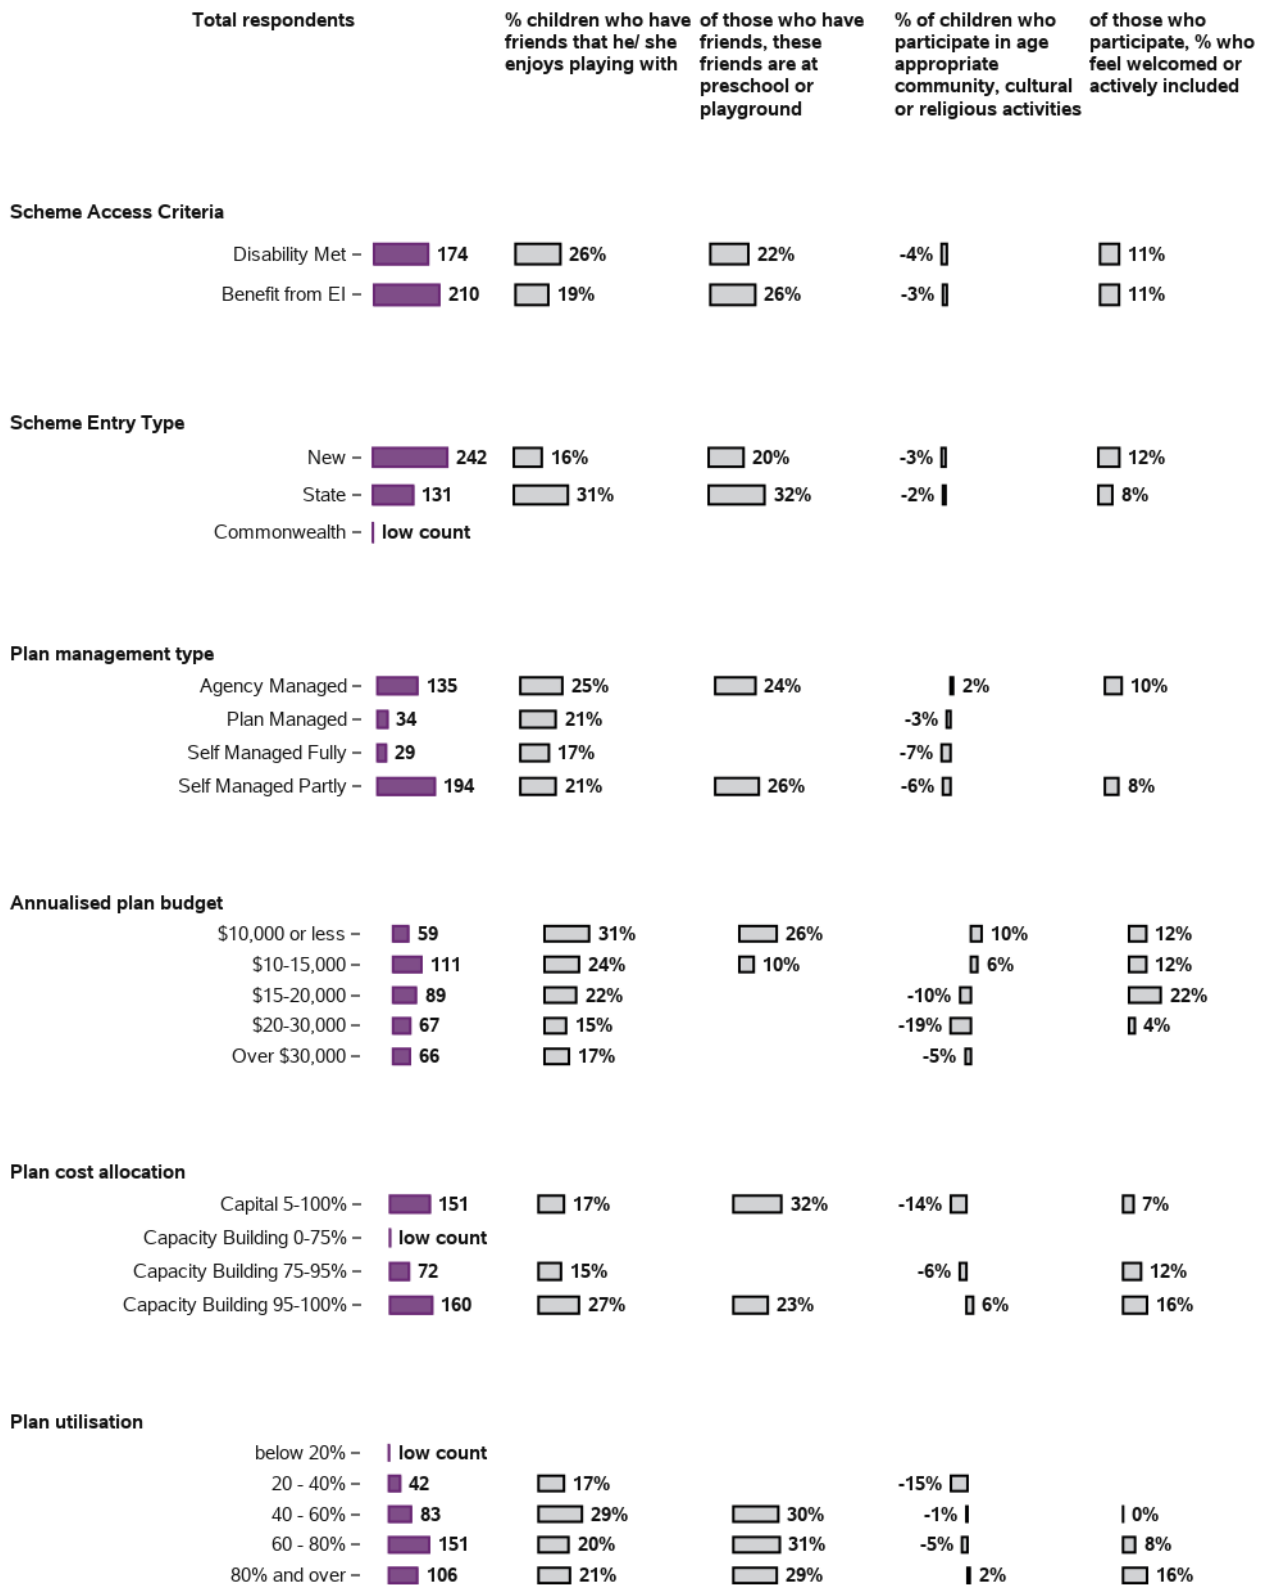 Total respondents
% children who have friends that he/ she enjoys playing with
of those who have friends, these friends are at preschool or playground
% of children who participate in age appropriate community, cultural or religious activities
of those who participate, % who feel welcomed or actively included
Scheme Access Criteria
Disability Met 174 26% 22% -4% 11%
Benefit from EI 210 19% 26% -3% 11%
Scheme Entry Type
New 242 16% 20% -3% 12%
State 131 31% 32% -2% 8%
Commonwealth low count
Plan management type
Agency Managed 135 25% 24% 2% 10%
Plan Managed 34 21% -3%
Self Managed Fully 29 17% -7%
Self Managed Partly 194 21% 26% -6% 8%
Annualised plan budget
$10,000 or less 59 31% 26% 10% 12%
$10-15,000 111 24% 10% 6% 12%
$15-20,000 89 22% -10% 22%
$20-30,000 67 15% -19% 4%
Over $30,000 66 17% -5%
Plan cost allocation
Capital 5-100% 151 17% 32% -14% 7%
Capacity Building 0-75% low count
Capacity Building 75-95% 72 15% -6% 12%
Capacity Building 95-100% 160 27% 23% 6% 16%
Plan utilisation
below 20% low count
20 - 40% 42 17% -15%
40 - 60% 83 29% 30% -1% 0%
60 - 80% 151 20% 31% -5% 8%
80% and over 106 21% 29% 2% 16%